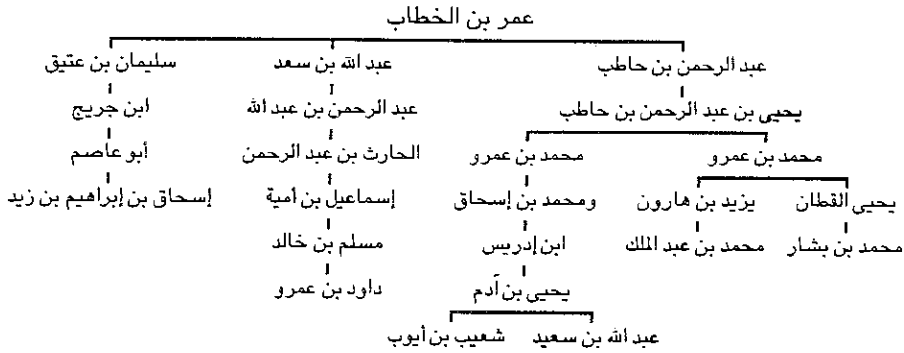 عمر بن الخطاب
عبد الرحمن بن حاطب عبد الله بن سعد سليمان بن عتيق
يحيى بن عبد الرحمن بن حاطب عبد الرحمن بن عبد الله ابن جريج
محمد بن عمرو محمد بن عمرو الحارث بن عبد الرحمن أبو عاصم
يحيى القطان يزيد بن هارون ومحمد بن إسحاق إسماعيل بن أمية إسحاق بن إبراهيم بن زيد
محمد بن بشار محمد بن عبد الملك ابن إدريس مسلم بن خالد
يحيى بن آدم داود بن عمرو
عبد الله بن سعيد شعيب بن أيوب